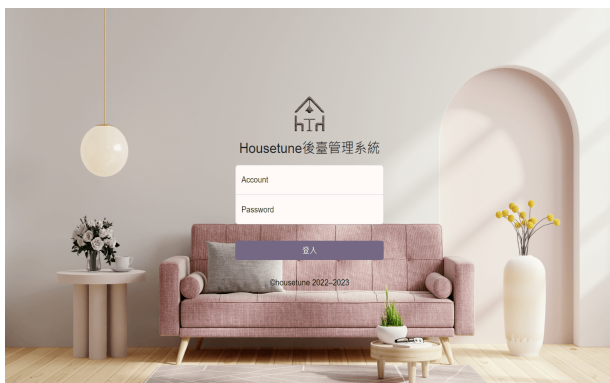 Housetune後臺管理系統
Account
Password
登入
©housetune 2022–2023